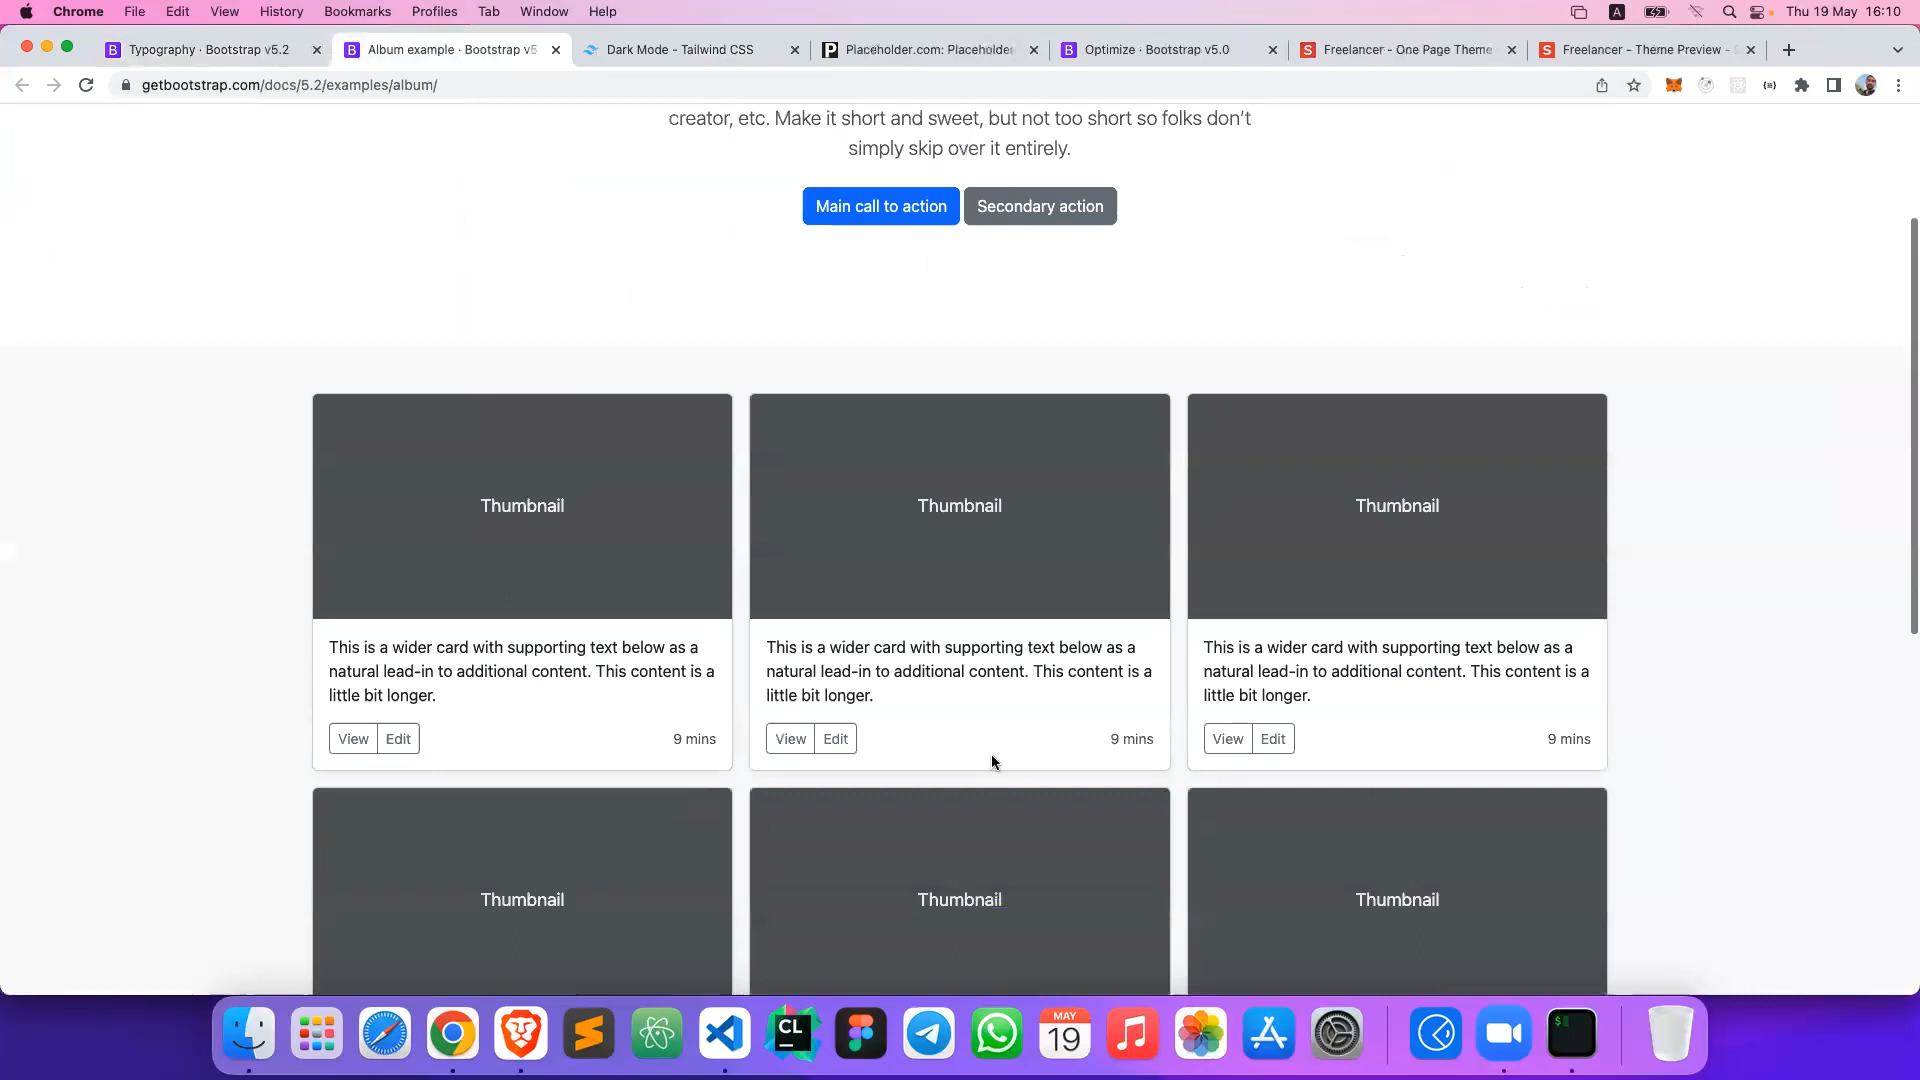 Chrome File Edit View History Bookmarks Profiles Tab Window Help A Thu 19 May 16:10
Typography · Bootstrap v5.2 Album example · Bootstrap v5 Dark Mode - Tailwind CSS Placeholder.com: Placeholder Optimize · Bootstrap v5.0 Freelancer - One Page Theme Freelancer - Theme Preview -
getbootstrap.com/docs/5.2/examples/album/
creator, etc. Make it short and sweet, but not too short so folks don’t
simply skip over it entirely.
Main call to action Secondary action
Thumbnail Thumbnail Thumbnail
This is a wider card with supporting text below as a
natural lead-in to additional content. This content is a
little bit longer.
View Edit 9 mins
This is a wider card with supporting text below as a
natural lead-in to additional content. This content is a
little bit longer.
View Edit 9 mins
This is a wider card with supporting text below as a
natural lead-in to additional content. This content is a
little bit longer.
View Edit 9 mins
Thumbnail Thumbnail Thumbnail
CL
MAY
19